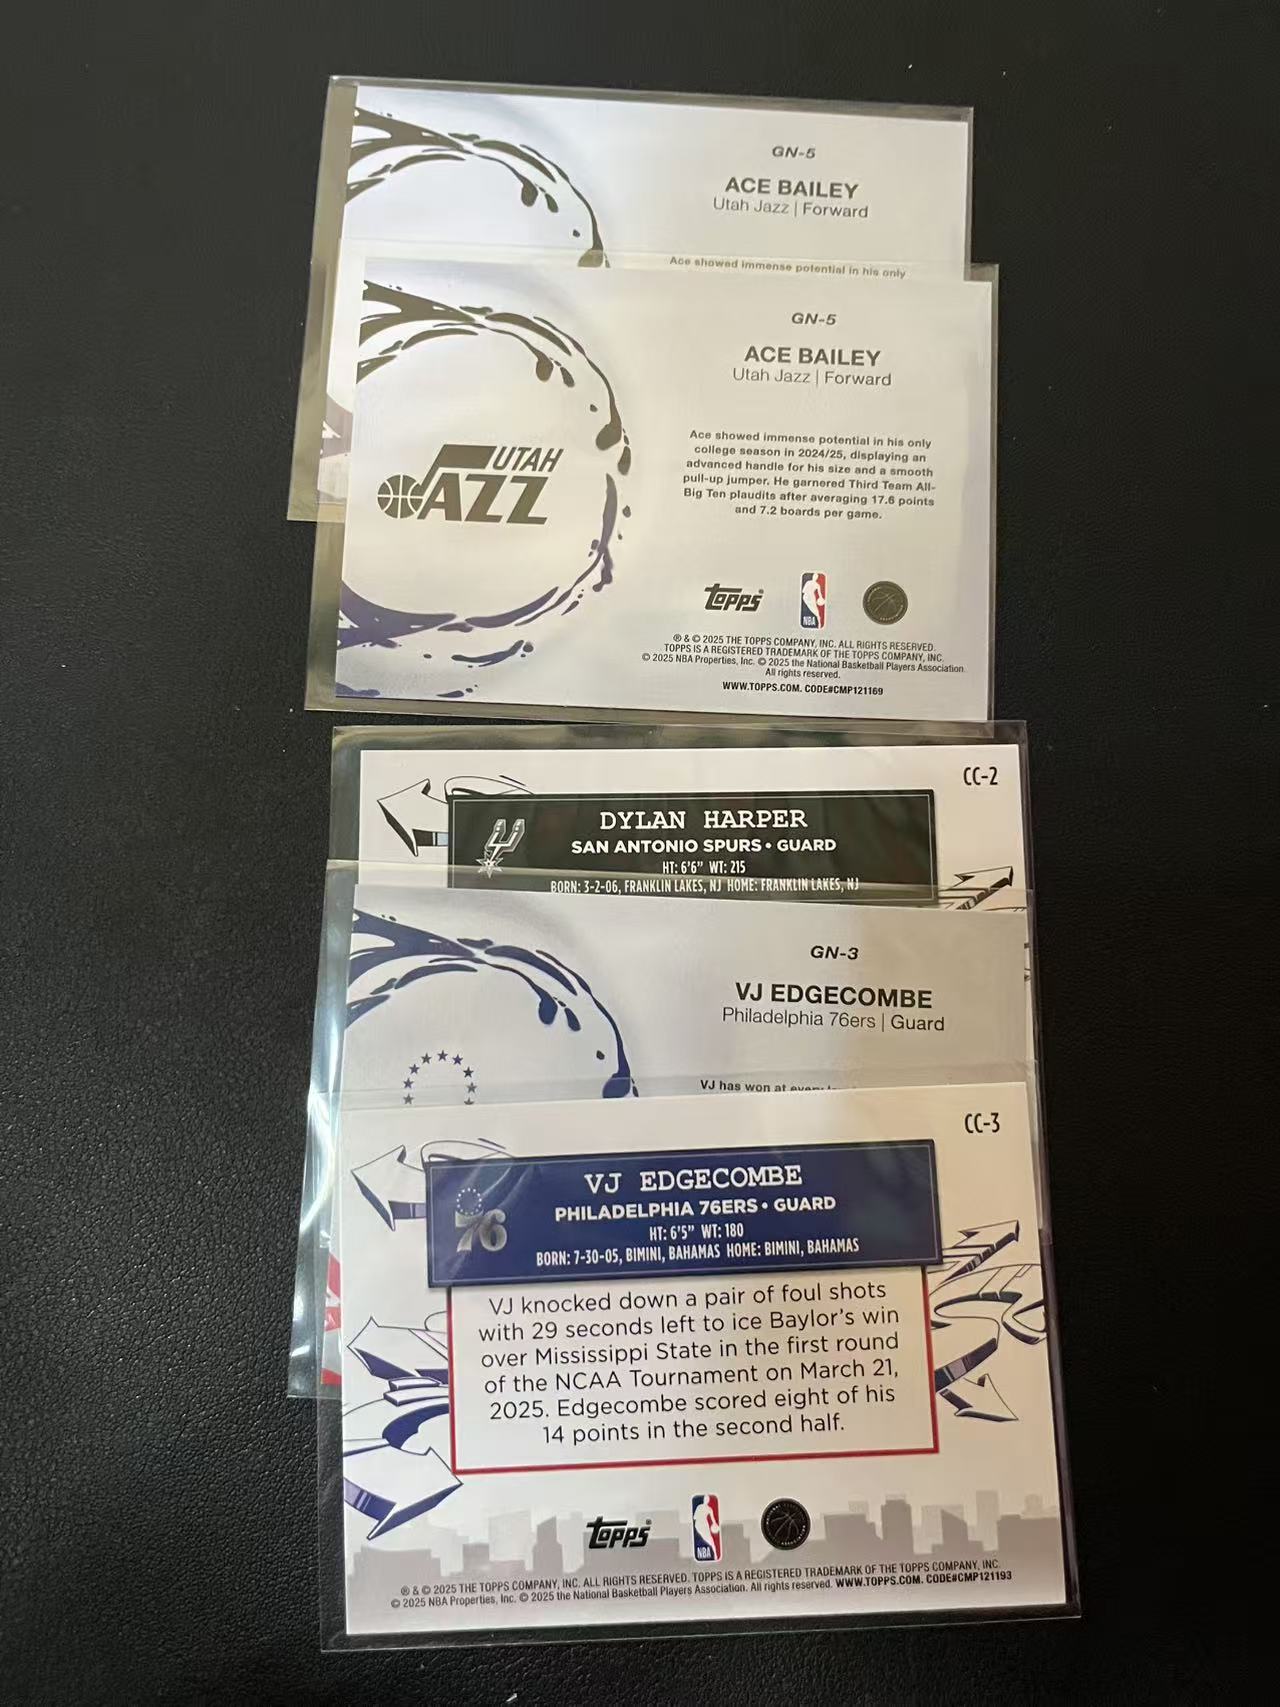 GN-5
ACE BAILEY
Utah Jazz | Forward
Ace showed immense potential in his only
GN-5
ACE BAILEY
Utah Jazz | Forward
Ace showed immense potential in his only
college season in 2024/25, displaying an
advanced handle for his size and a smooth
pull-up jumper. He garnered Third Team All-
Big Ten plaudits after averaging 17.6 points
and 7.2 boards per game.
UTAH
JAZZ
Topps NBA
® & © 2025 THE TOPPS COMPANY, INC. ALL RIGHTS RESERVED.
TOPPS IS A REGISTERED TRADEMARK OF THE TOPPS COMPANY, INC.
© 2025 NBA Properties, Inc. © 2025 the National Basketball Players Association.
All rights reserved.
WWW.TOPPS.COM. CODE#CMP121169
CC-2
DYLAN HARPER
SAN ANTONIO SPURS • GUARD
HT: 6'6" WT: 215
BORN: 3-2-06, FRANKLIN LAKES, NJ HOME: FRANKLIN LAKES, NJ
GN-3
VJ EDGECOMBE
Philadelphia 76ers | Guard
VJ has won at every
CC-3
VJ EDGECOMBE
PHILADELPHIA 76ERS • GUARD
HT: 6'5" WT: 180
BORN: 7-30-05, BIMINI, BAHAMAS HOME: BIMINI, BAHAMAS
76
VJ knocked down a pair of foul shots
with 29 seconds left to ice Baylor's win
over Mississippi State in the first round
of the NCAA Tournament on March 21,
2025. Edgecombe scored eight of his
14 points in the second half.
Topps NBA
® & © 2025 THE TOPPS COMPANY, INC. ALL RIGHTS RESERVED. TOPPS IS A REGISTERED TRADEMARK OF THE TOPPS COMPANY, INC.
© 2025 NBA Properties, Inc. © 2025 the National Basketball Players Association. All rights reserved. WWW.TOPPS.COM. CODE#CMP121193